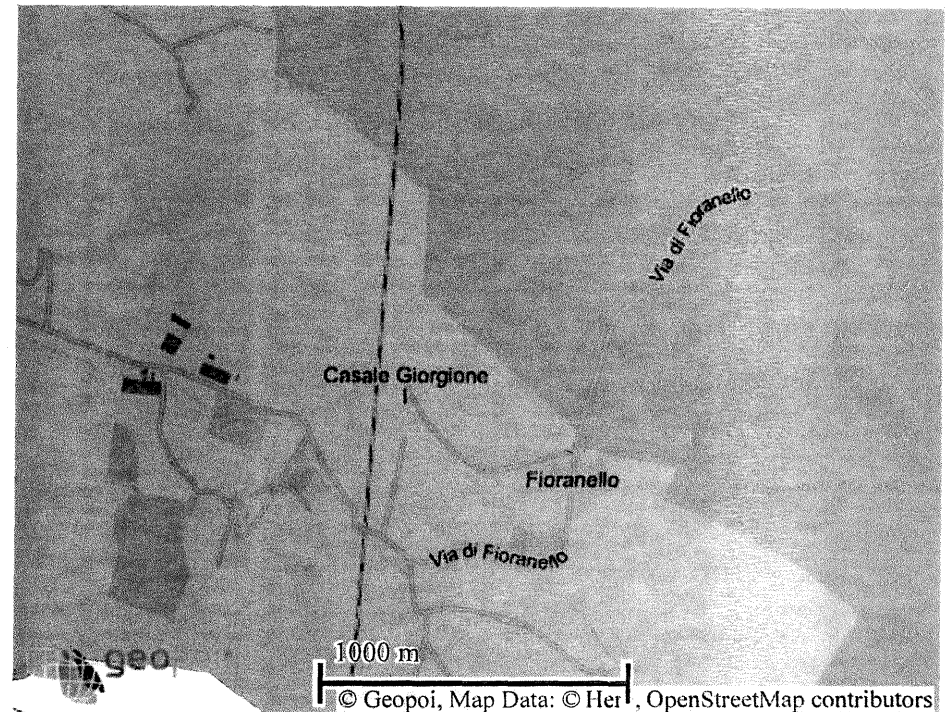 Via di Fioranello
Casale Giorgione
Fioranello
Via di Fioranello
geo
1000 m
© Geopoi, Map Data: © Her , OpenStreetMap contributors